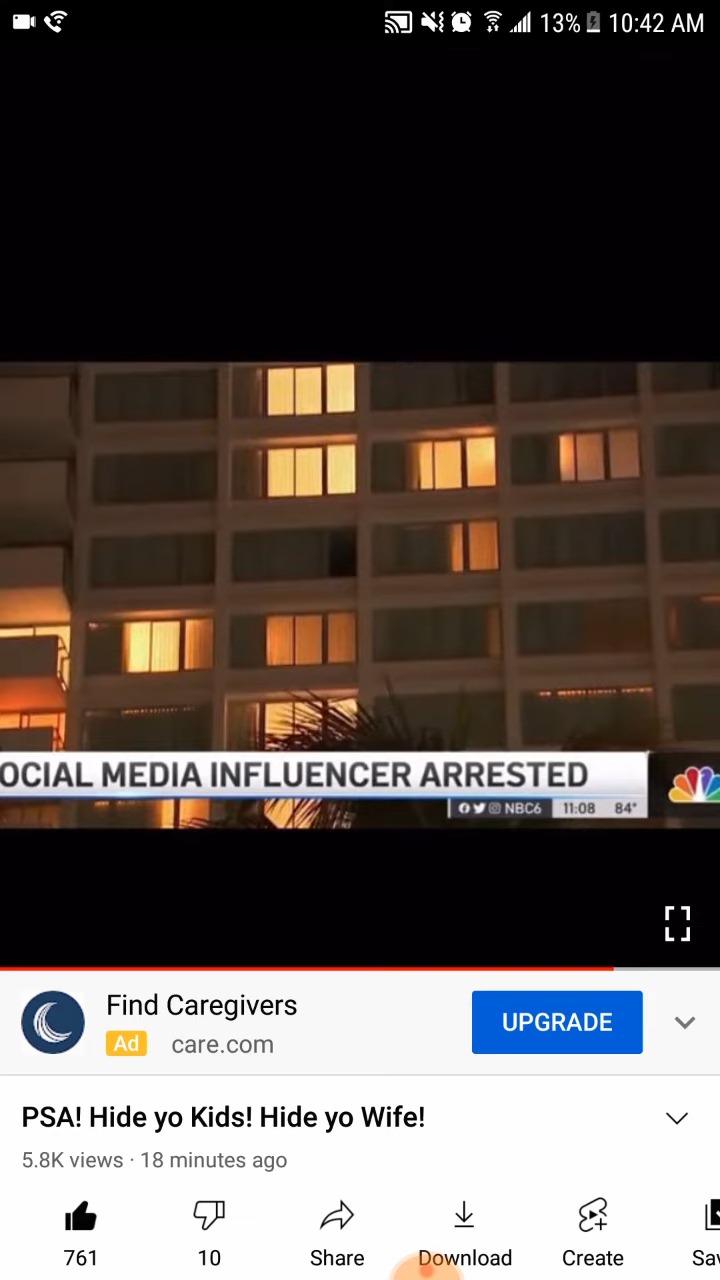 13% 10:42 AM
OCIAL MEDIA INFLUENCER ARRESTED
NBC6 11:08 84°
Find Caregivers
Ad care.com
UPGRADE
PSA! Hide yo Kids! Hide yo Wife!
5.8K views · 18 minutes ago
761 10 Share Download Create Sav